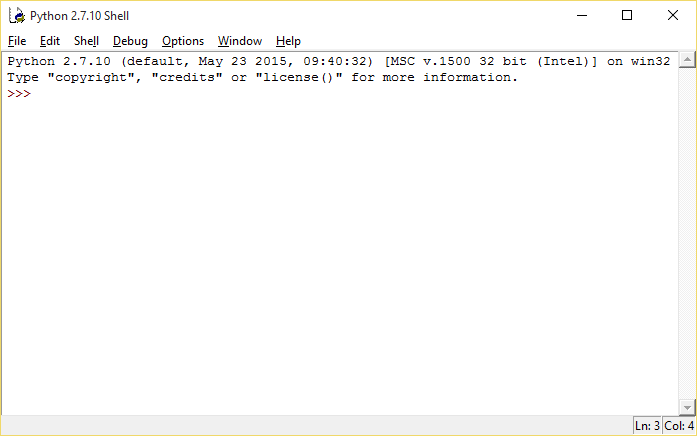 Python 2.7.10 Shell
File Edit Shell Debug Options Window Help
Python 2.7.10 (default, May 23 2015, 09:40:32) [MSC v.1500 32 bit (Intel)] on win32
Type "copyright", "credits" or "license()" for more information.
>>>
Ln: 3 Col: 4